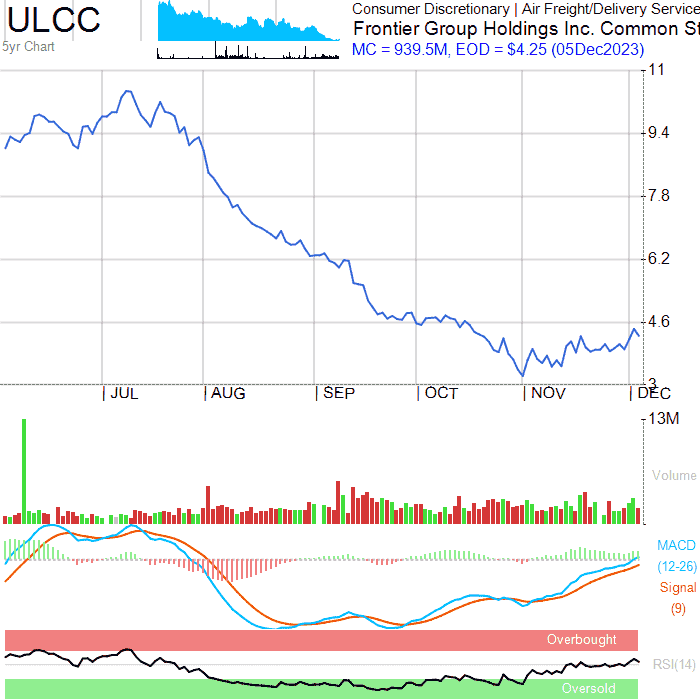 ULCC
5yr Chart
Consumer Discretionary | Air Freight/Delivery Service
Frontier Group Holdings Inc. Common St
MC = 939.5M, EOD = $4.25 (05Dec2023)
11
9.4
7.8
6.2
4.6
3
JUL
AUG
SEP
OCT
NOV
DEC
13M
Volume
MACD
(12-26)
Signal
(9)
Overbought
RSI(14)
Oversold